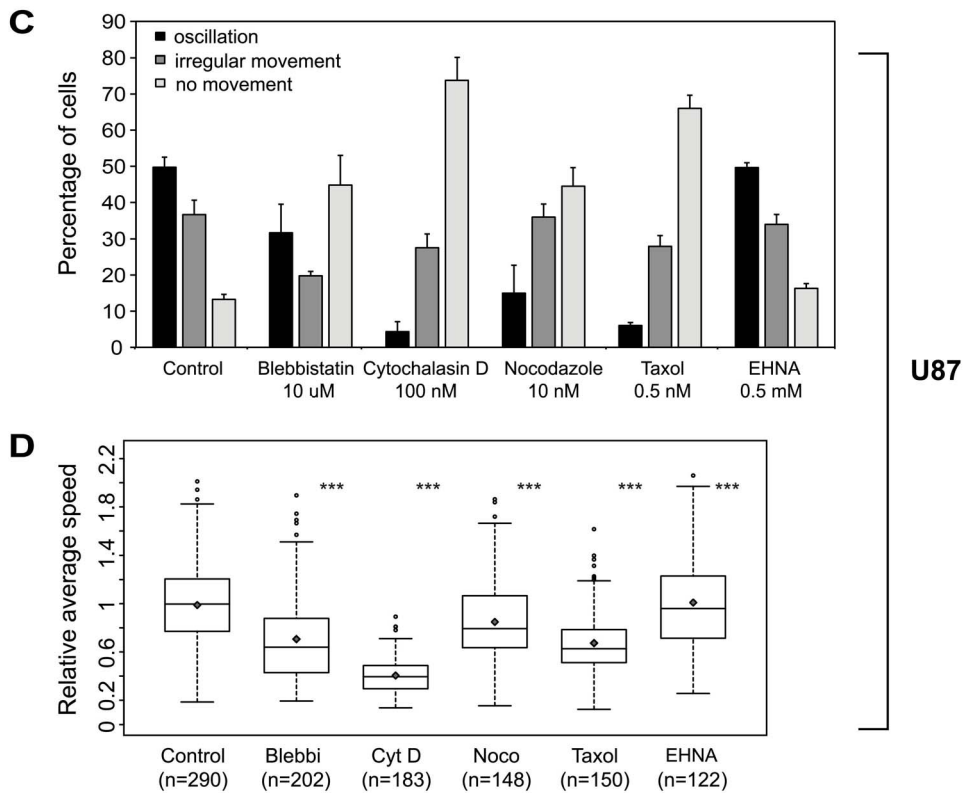 C
90
80
70
60
50
40
30
20
10
0
Percentage of cells
oscillation
irregular movement
no movement
Control
Blebbistatin
10 uM
Cytochalasin D
100 nM
Nocodazole
10 nM
Taxol
0.5 nM
EHNA
0.5 mM
U87
D
2.2
1.8
1.4
1
0.6
0.2
0
Relative average speed
*** *** *** *** ***
Control Blebbi Cyt D Noco Taxol EHNA
(n=290) (n=202) (n=183) (n=148) (n=150) (n=122)